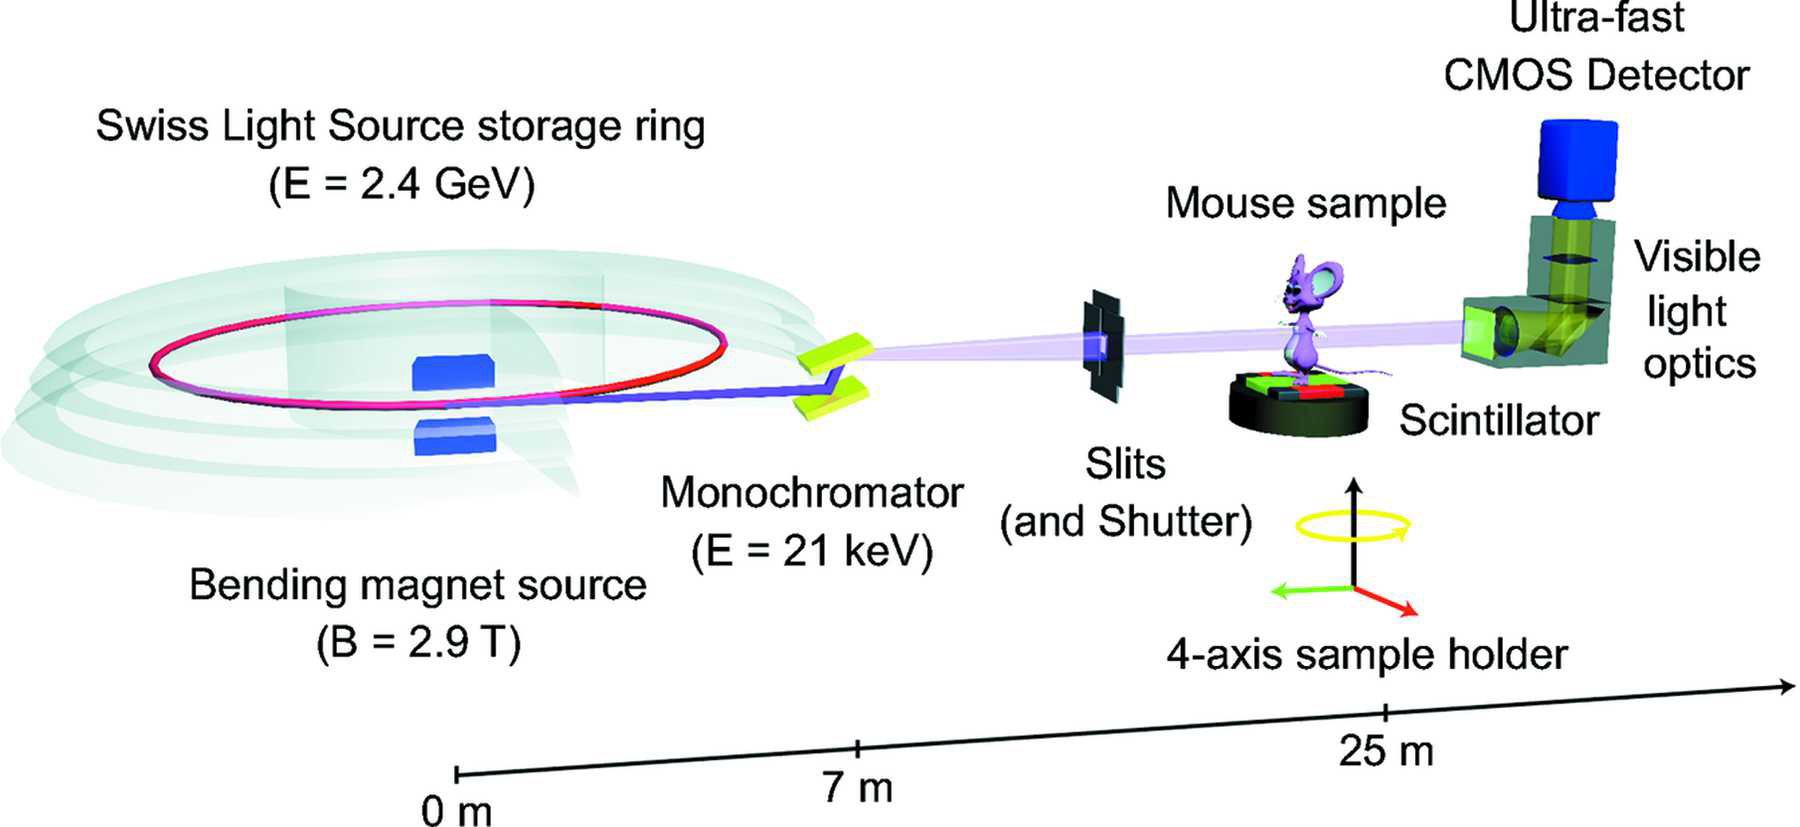 Ultra-fast
CMOS Detector
Swiss Light Source storage ring
(E = 2.4 GeV)
Mouse sample
Visible
light
optics
Scintillator
Slits
(and Shutter)
Monochromator
(E = 21 keV)
Bending magnet source
(B = 2.9 T)
4-axis sample holder
25 m
7 m
0 m